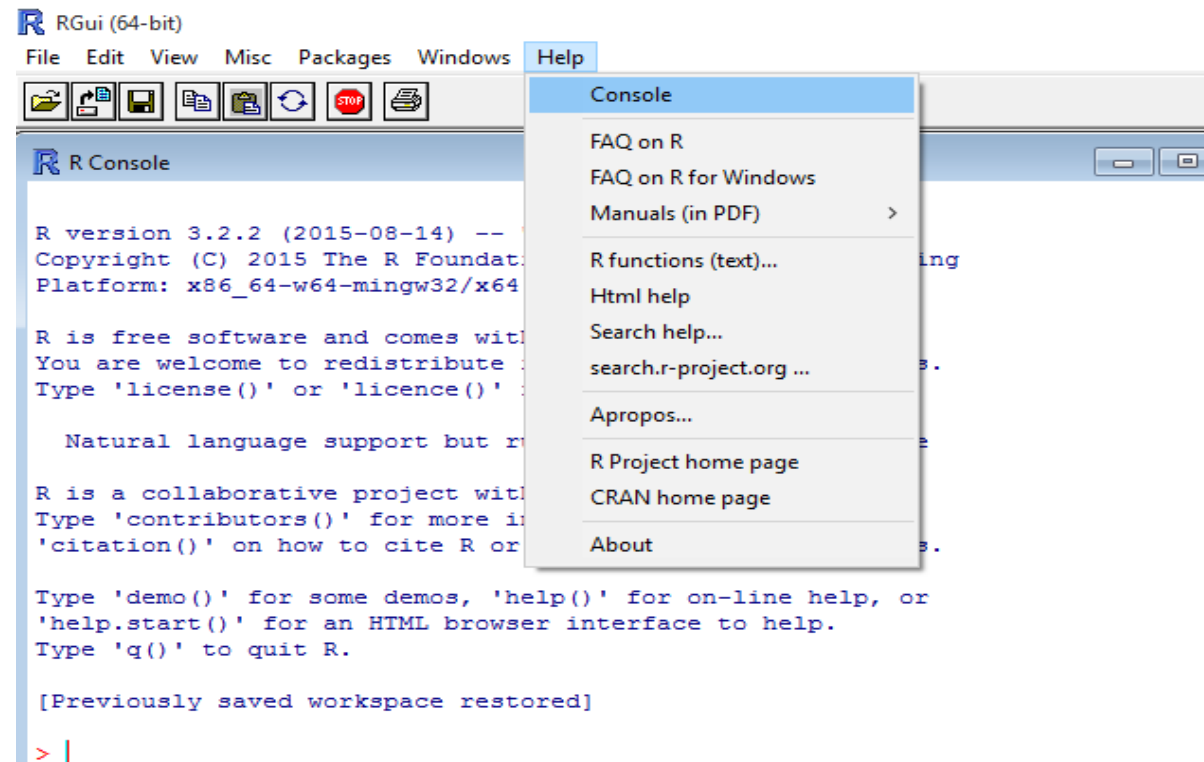 RGui (64-bit)
File Edit View Misc Packages Windows Help
STOP
Console
FAQ on R
FAQ on R for Windows
Manuals (in PDF) >
R functions (text)...
Html help
Search help...
search.r-project.org ...
Apropos...
R Project home page
CRAN home page
About
R Console
R version 3.2.2 (2015-08-14) --
Copyright (C) 2015 The R
Platform: x86_64-w64-mingw32/x64
R is free software and comes
You are welcome to redistribute
Type 'license()' or 'licence()'
Natural language support but
R is a collaborative project
Type 'contributors()' for more
'citation()' on how to cite R or
Type 'demo()' for some demos, 'help()' for on-line help, or
'help.start()' for an HTML browser interface to help.
Type 'q()' to quit R.
[Previously saved workspace restored]
>